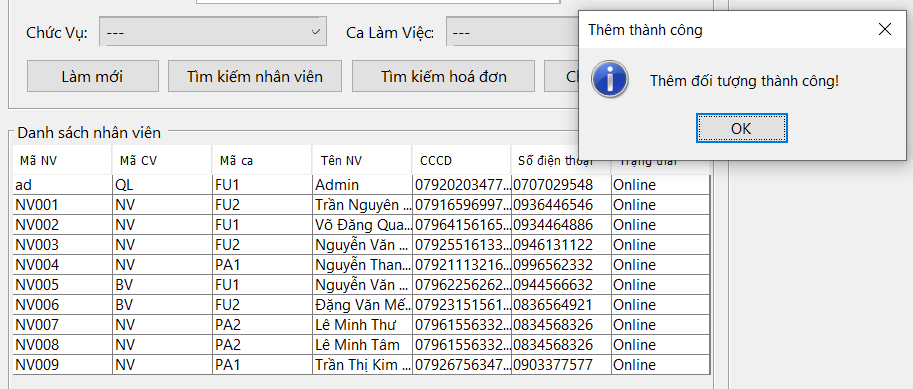 Chức Vụ: --- Ca Làm Việc: ---
Thêm thành công
Thêm đối tượng thành công!
OK
Làm mới Tìm kiếm nhân viên Tìm kiếm hoá đơn
Danh sách nhân viên
Mã NV Mã CV Mã ca Tên NV CCCD Số điện thoại Trạng thái
ad QL FU1 Admin 07920203477... 0707029548 Online
NV001 NV FU2 Trần Nguyên ... 07916596997... 0936446546 Online
NV002 NV FU1 Võ Đăng Qua... 07964156165... 0934464886 Online
NV003 NV FU2 Nguyễn Văn ... 07925516133... 0946131122 Online
NV004 NV PA1 Nguyễn Than... 07921113216... 0996562332 Online
NV005 BV FU1 Nguyễn Văn ... 07962256262... 0944566632 Online
NV006 BV FU2 Đặng Văn Mế... 07923151561... 0836564921 Online
NV007 NV PA2 Lê Minh Thư 07961556332... 0834568326 Online
NV008 NV PA2 Lê Minh Tâm 07961556332... 0834568326 Online
NV009 NV PA1 Trần Thị Kim ... 07926756347... 0903377577 Online